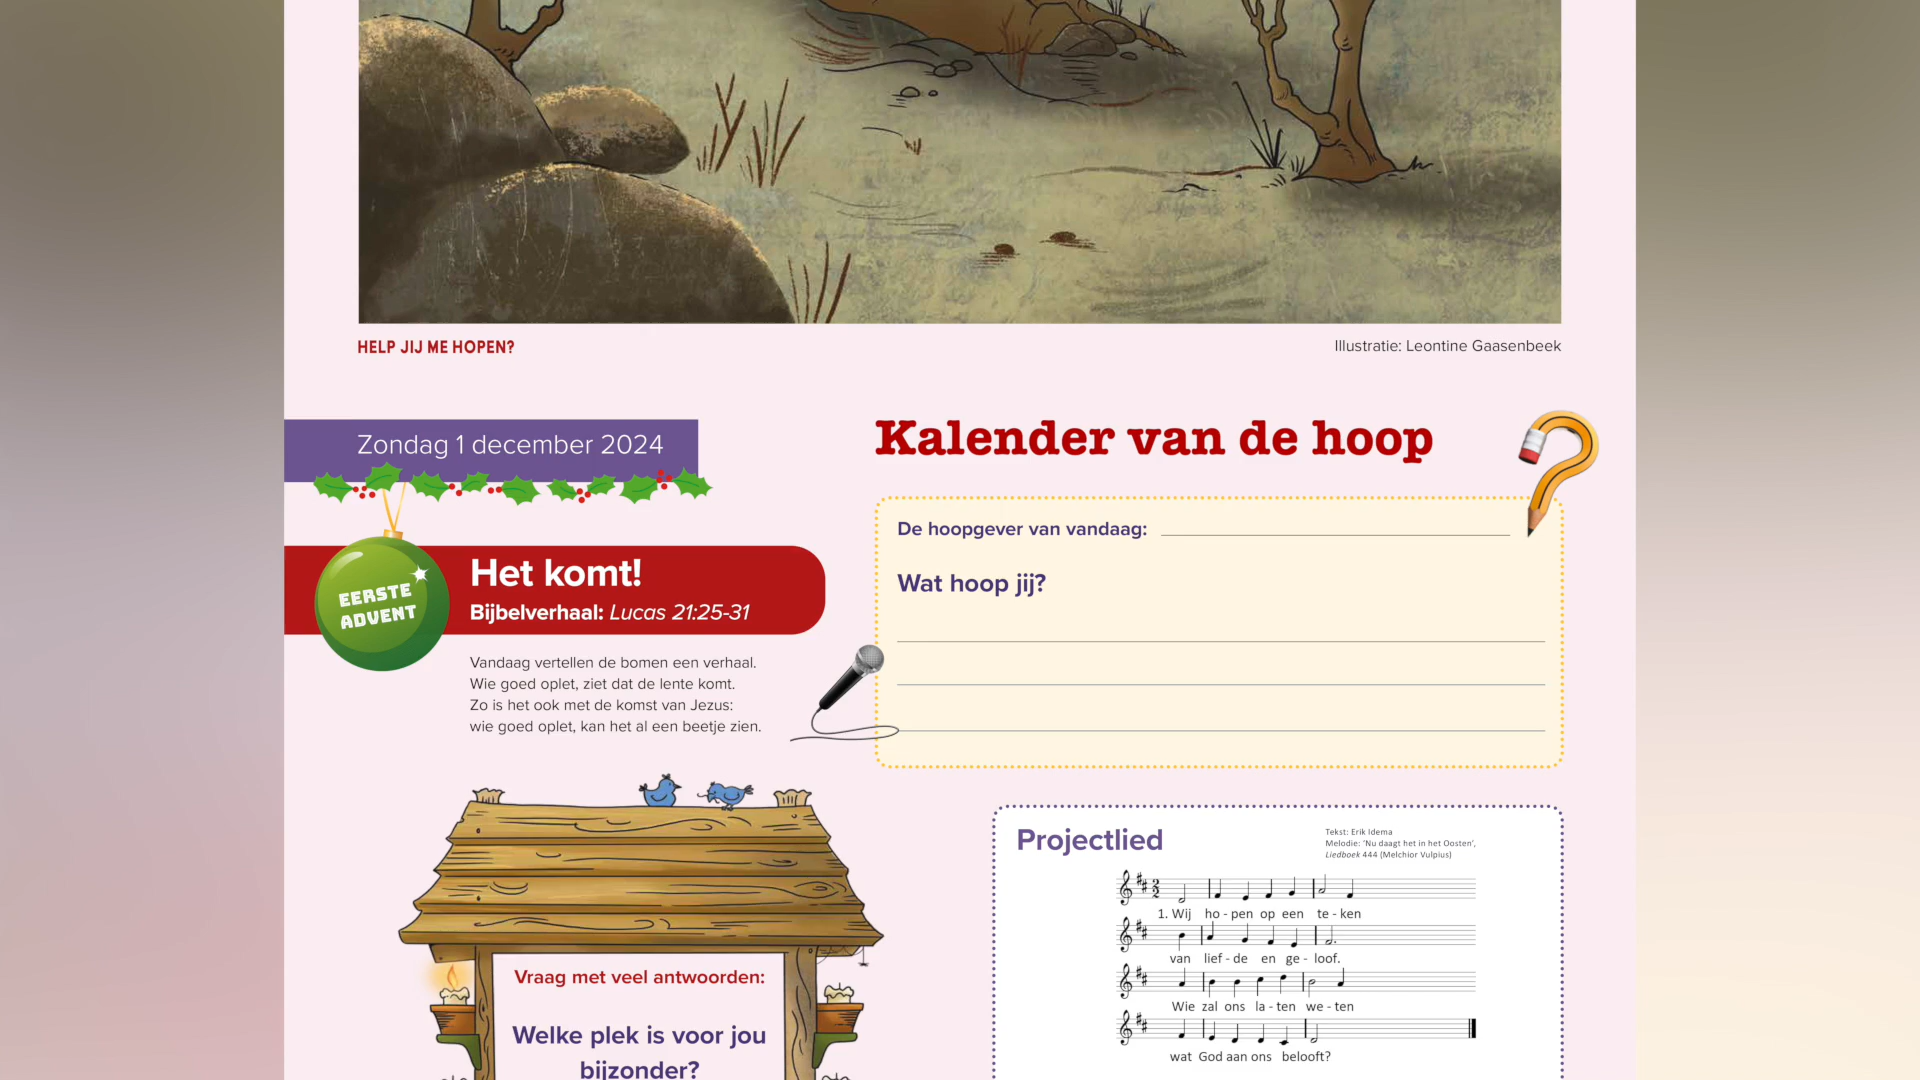 HELP JIJ ME HOPEN?
Illustratie: Leontine Gaasenbeek
Zondag 1 december 2024
EERSTE
ADVENT
Het komt!
Bijbelverhaal: Lucas 21:25-31
Vandaag vertellen de bomen een verhaal.
Wie goed oplet, ziet dat de lente komt.
Zo is het ook met de komst van Jezus:
wie goed oplet, kan het al een beetje zien.
Kalender van de hoop
De hoopgever van vandaag:
Wat hoop jij?
Vraag met veel antwoorden:
Welke plek is voor jou
bijzonder?
Projectlied
Tekst: Erik Idema
Melodie: 'Nu daagt het in het Oosten',
Liedboek 444 (Melchior Vulpius)
1. Wij ho - pen op een te - ken
van lief - de en ge - loof.
Wie zal ons la - ten we - ten
wat God aan ons belooft?